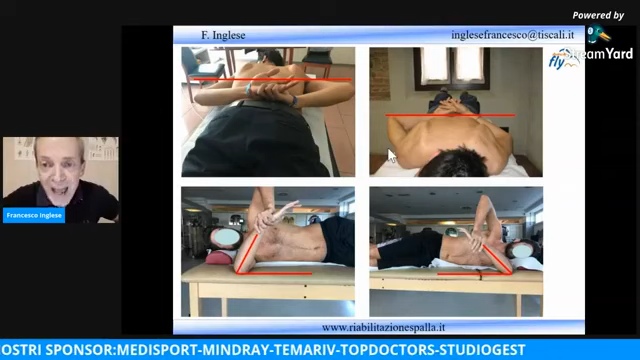 Powered by
StreamYard
F. Inglese
inglesefrancesco@tiscali.it
fly
Francesco Inglese
www.riabilitazionespalla.it
OSTRI SPONSOR:MEDISPORT-MINDRAY-TEMARIV-TOPDOCTORS-STUDIOGEST